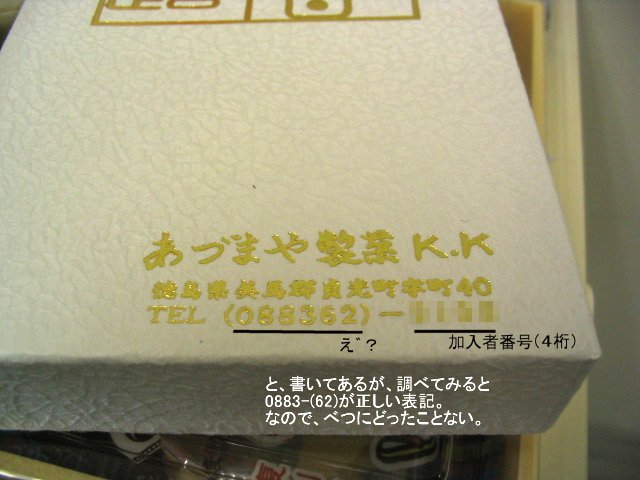 あづまや製菓K.K
徳島県美馬郡貞光町字町40
TEL (088362)―
え゛?
加入者番号(4桁)
と、書いてあるが、調べてみると
0883-(62)が正しい表記。
なので、べつにどったことない。